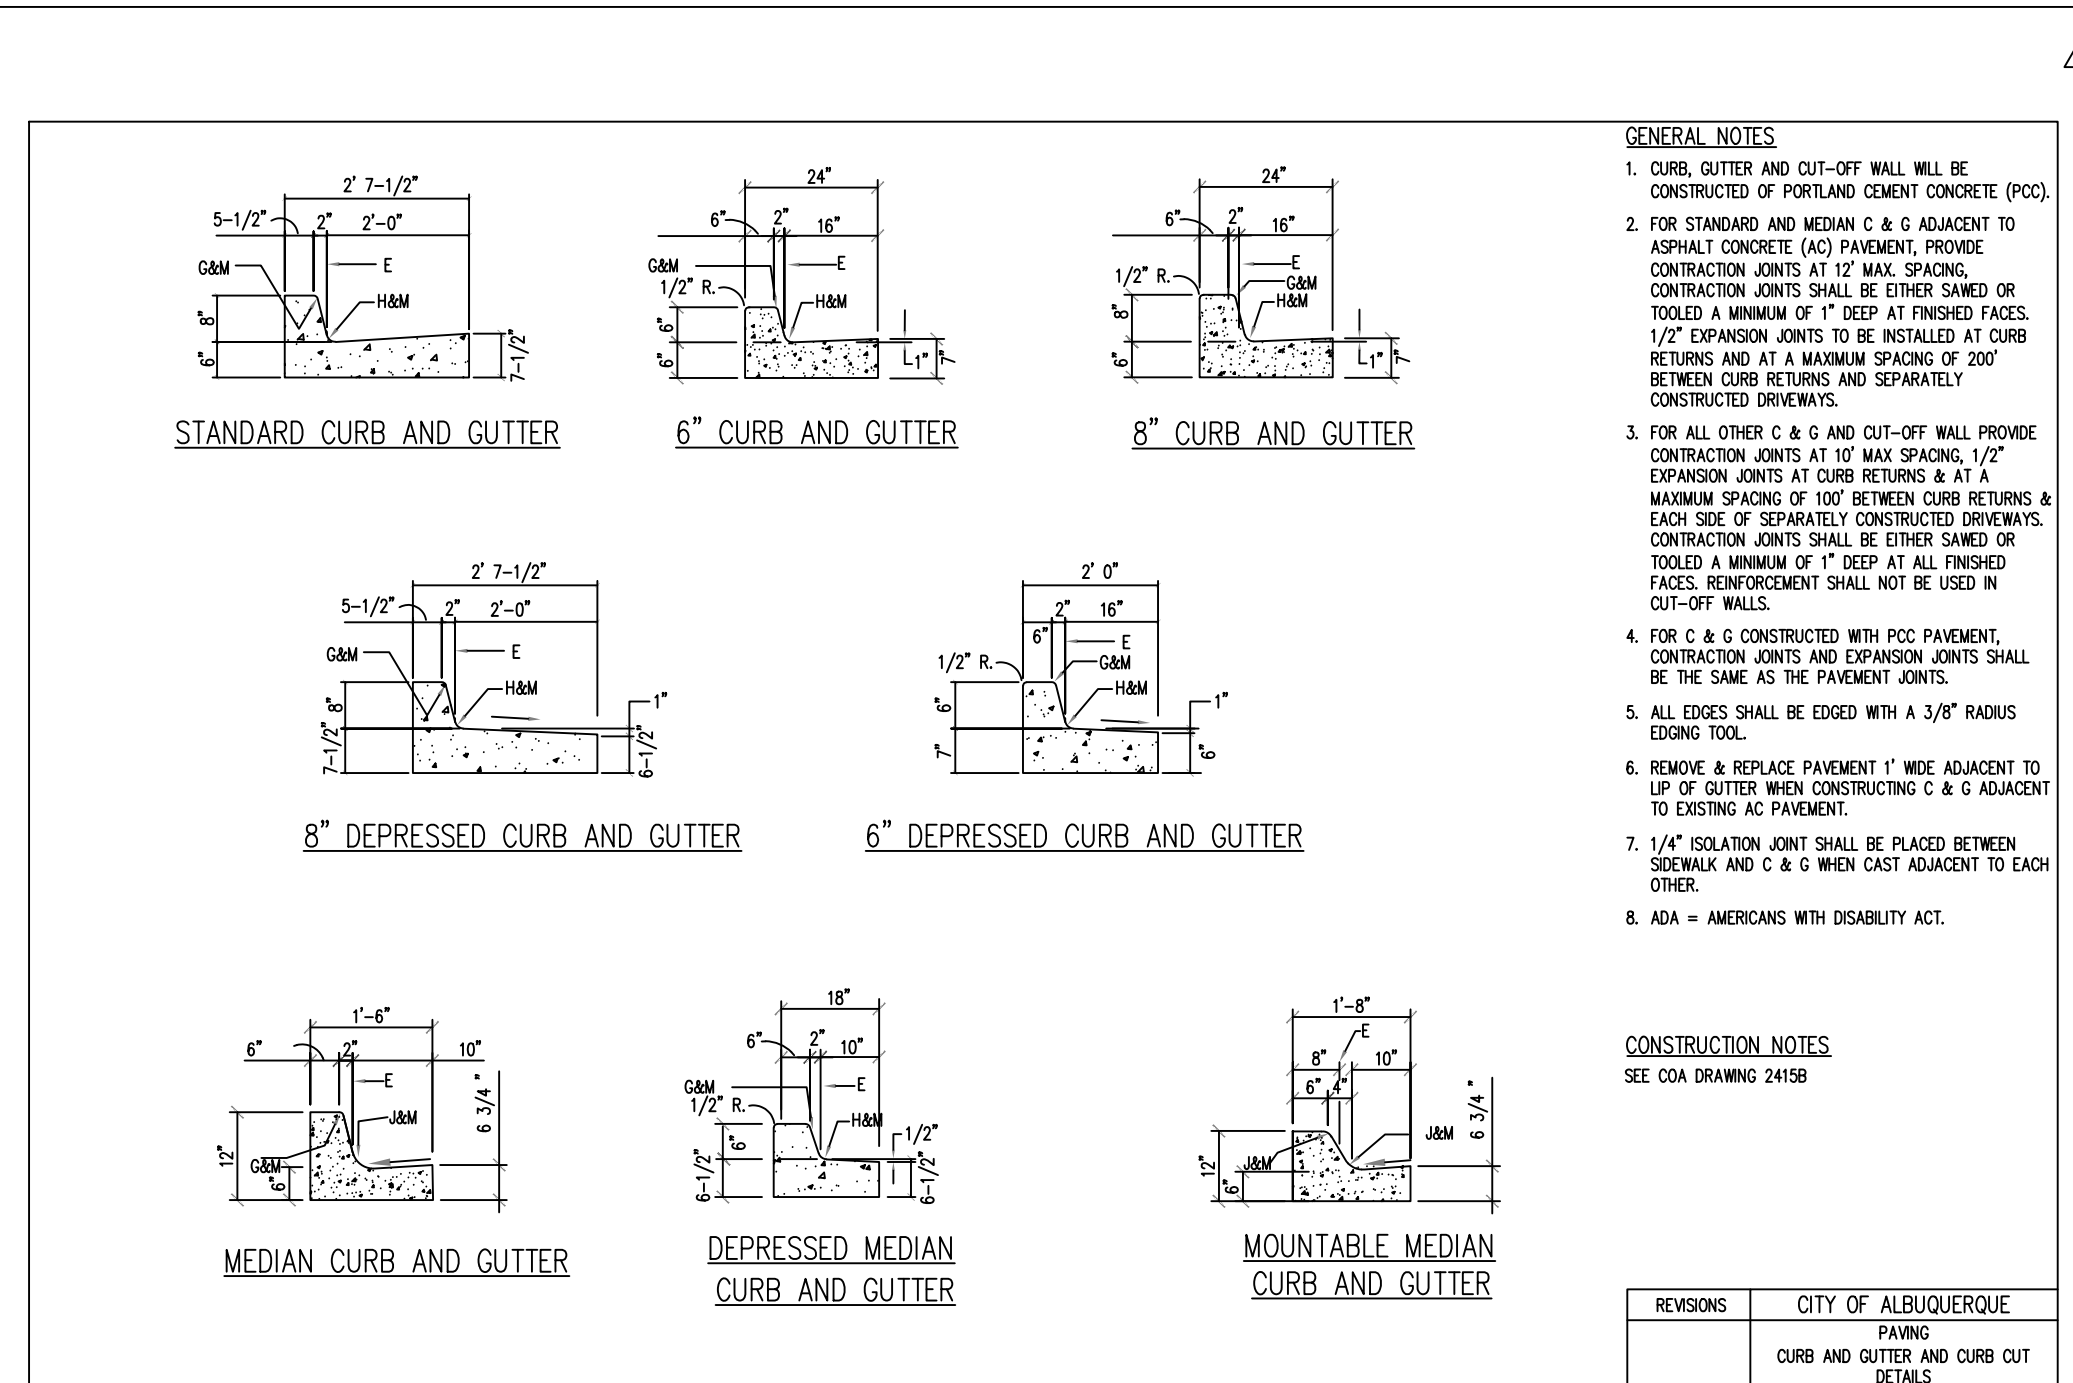 2' 7-1/2"
5-1/2" 2" 2'-0"
G&M
E
H&M
8"
6"
7-1/2"
STANDARD CURB AND GUTTER
24"
6" 2" 16"
G&M
E
1/2" R.
H&M
6"
6"
1"
7"
6" CURB AND GUTTER
24"
6" 2" 16"
E
1/2" R.
G&M
H&M
8"
6"
1"
7"
8" CURB AND GUTTER
2' 7-1/2"
5-1/2" 2" 2'-0"
G&M
E
H&M
8"
7-1/2"
1"
6-1/2"
8" DEPRESSED CURB AND GUTTER
2' 0"
2" 16"
6"
E
1/2" R.
G&M
H&M
6"
7"
1"
6"
6" DEPRESSED CURB AND GUTTER
1'-6"
6" 2" 10"
E
6 3/4 "
J&M
12"
G&M
6"
MEDIAN CURB AND GUTTER
18"
6" 2" 10"
G&M
E
1/2" R.
H&M
6"
1/2"
6-1/2"
6-1/2"
DEPRESSED MEDIAN
CURB AND GUTTER
1'-8"
E
8" 10"
6" 4"
6 3/4 "
J&M
J&M
12"
6"
MOUNTABLE MEDIAN
CURB AND GUTTER
GENERAL NOTES
1. CURB, GUTTER AND CUT-OFF WALL WILL BE
CONSTRUCTED OF PORTLAND CEMENT CONCRETE (PCC).
2. FOR STANDARD AND MEDIAN C & G ADJACENT TO
ASPHALT CONCRETE (AC) PAVEMENT, PROVIDE
CONTRACTION JOINTS AT 12' MAX. SPACING,
CONTRACTION JOINTS SHALL BE EITHER SAWED OR
TOOLED A MINIMUM OF 1" DEEP AT FINISHED FACES.
1/2" EXPANSION JOINTS TO BE INSTALLED AT CURB
RETURNS AND AT A MAXIMUM SPACING OF 200'
BETWEEN CURB RETURNS AND SEPARATELY
CONSTRUCTED DRIVEWAYS.
3. FOR ALL OTHER C & G AND CUT-OFF WALL PROVIDE
CONTRACTION JOINTS AT 10' MAX SPACING, 1/2"
EXPANSION JOINTS AT CURB RETURNS & AT A
MAXIMUM SPACING OF 100' BETWEEN CURB RETURNS &
EACH SIDE OF SEPARATELY CONSTRUCTED DRIVEWAYS.
CONTRACTION JOINTS SHALL BE EITHER SAWED OR
TOOLED A MINIMUM OF 1" DEEP AT ALL FINISHED
FACES. REINFORCEMENT SHALL NOT BE USED IN
CUT-OFF WALLS.
4. FOR C & G CONSTRUCTED WITH PCC PAVEMENT,
CONTRACTION JOINTS AND EXPANSION JOINTS SHALL
BE THE SAME AS THE PAVEMENT JOINTS.
5. ALL EDGES SHALL BE EDGED WITH A 3/8" RADIUS
EDGING TOOL.
6. REMOVE & REPLACE PAVEMENT 1' WIDE ADJACENT TO
LIP OF GUTTER WHEN CONSTRUCTING C & G ADJACENT
TO EXISTING AC PAVEMENT.
7. 1/4" ISOLATION JOINT SHALL BE PLACED BETWEEN
SIDEWALK AND C & G WHEN CAST ADJACENT TO EACH
OTHER.
8. ADA = AMERICANS WITH DISABILITY ACT.
CONSTRUCTION NOTES
SEE COA DRAWING 2415B
REVISIONS
CITY OF ALBUQUERQUE
PAVING
CURB AND GUTTER AND CURB CUT
DETAILS